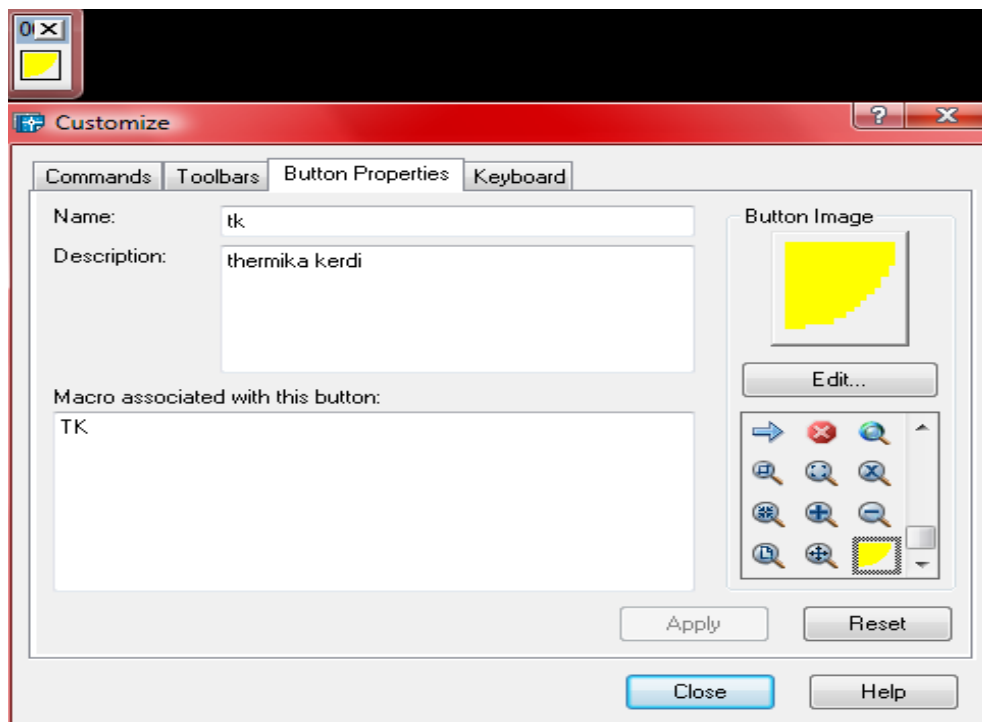 Customize
Commands Toolbars Button Properties Keyboard
Name:
tk
Button Image
Description:
thermika kerdi
Edit...
Macro associated with this button:
TK
Apply
Reset
Close
Help